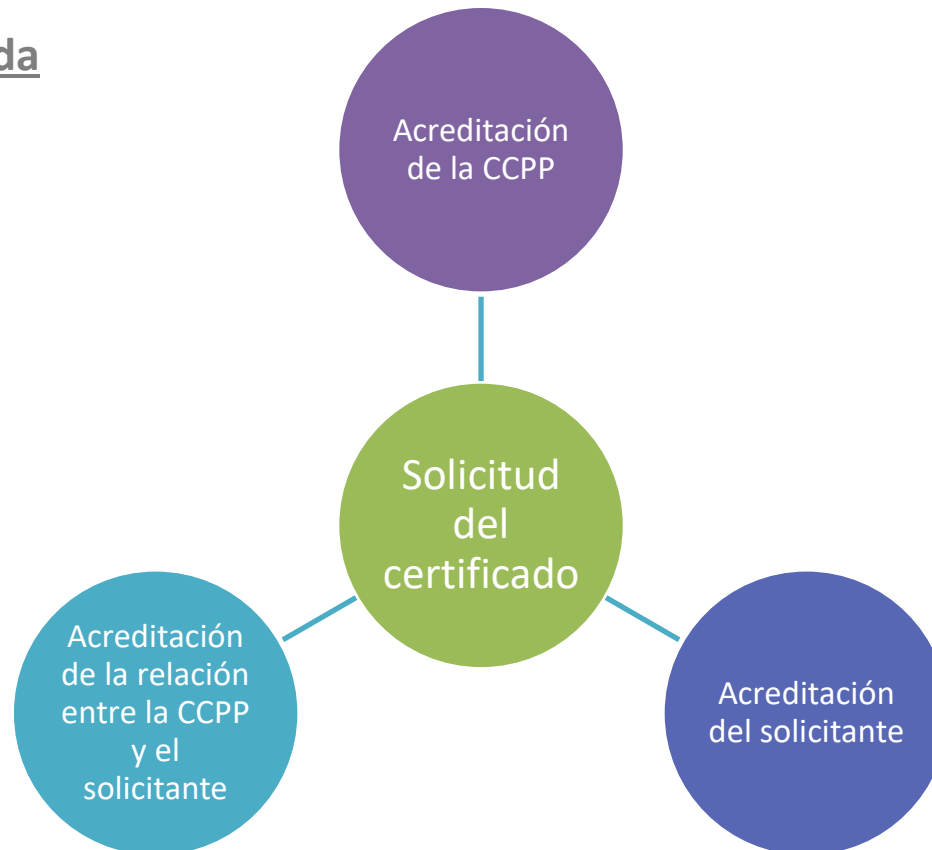 da
Acreditación
de la CCPP
Solicitud
del
certificado
Acreditación
de la relación
entre la CCPP
y el
solicitante
Acreditación
del solicitante